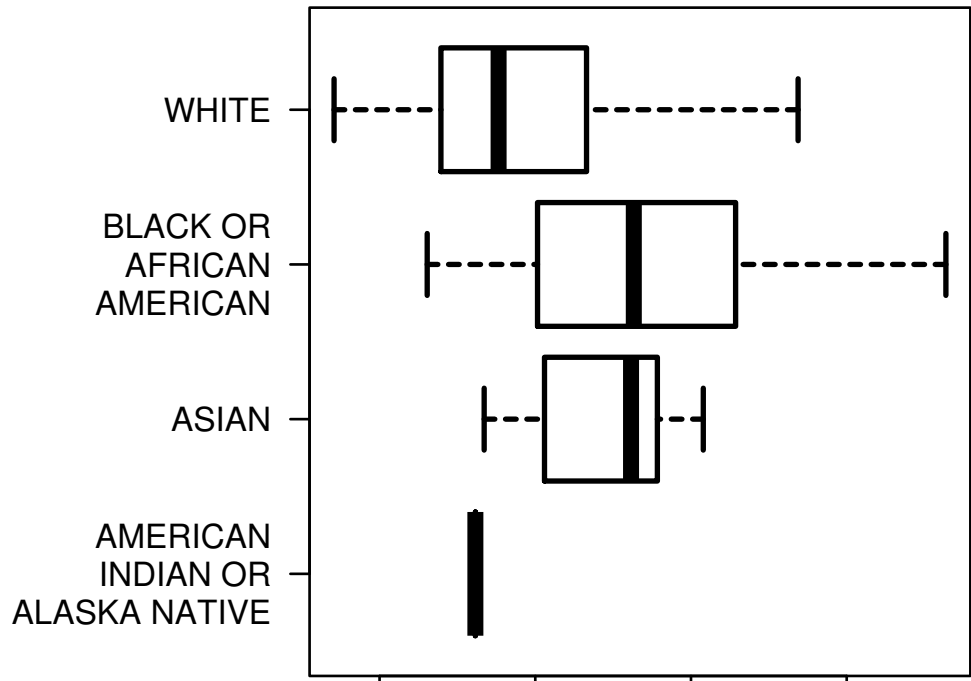 WHITE
BLACK OR
AFRICAN
AMERICAN
ASIAN
AMERICAN
INDIAN OR
ALASKA NATIVE